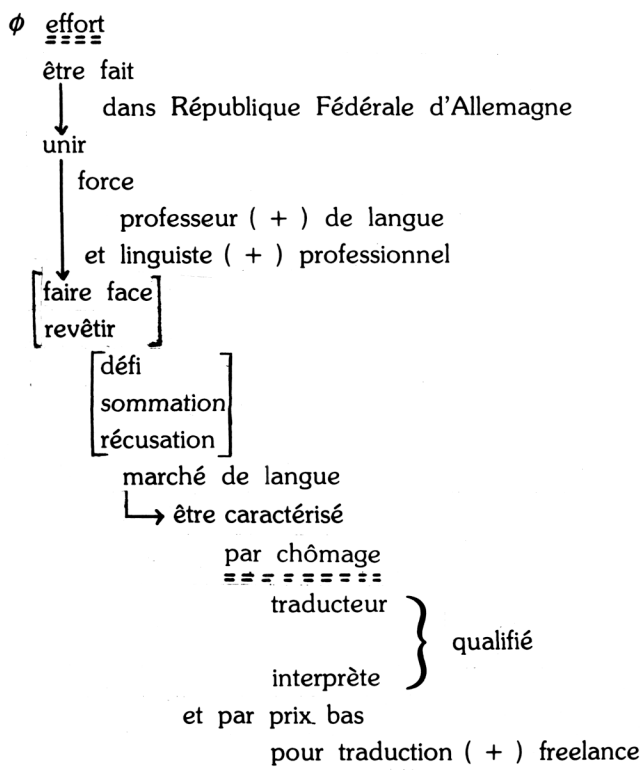 φ effort
être fait
dans République Fédérale d'Allemagne
unir
force
professeur ( + ) de langue
et linguiste ( + ) professionnel
faire face
revêtir
défi
sommation
récusation
marché de langue
être caractérisé
par chômage
traducteur
qualifié
interprète
et par prix bas
pour traduction ( + ) freelance